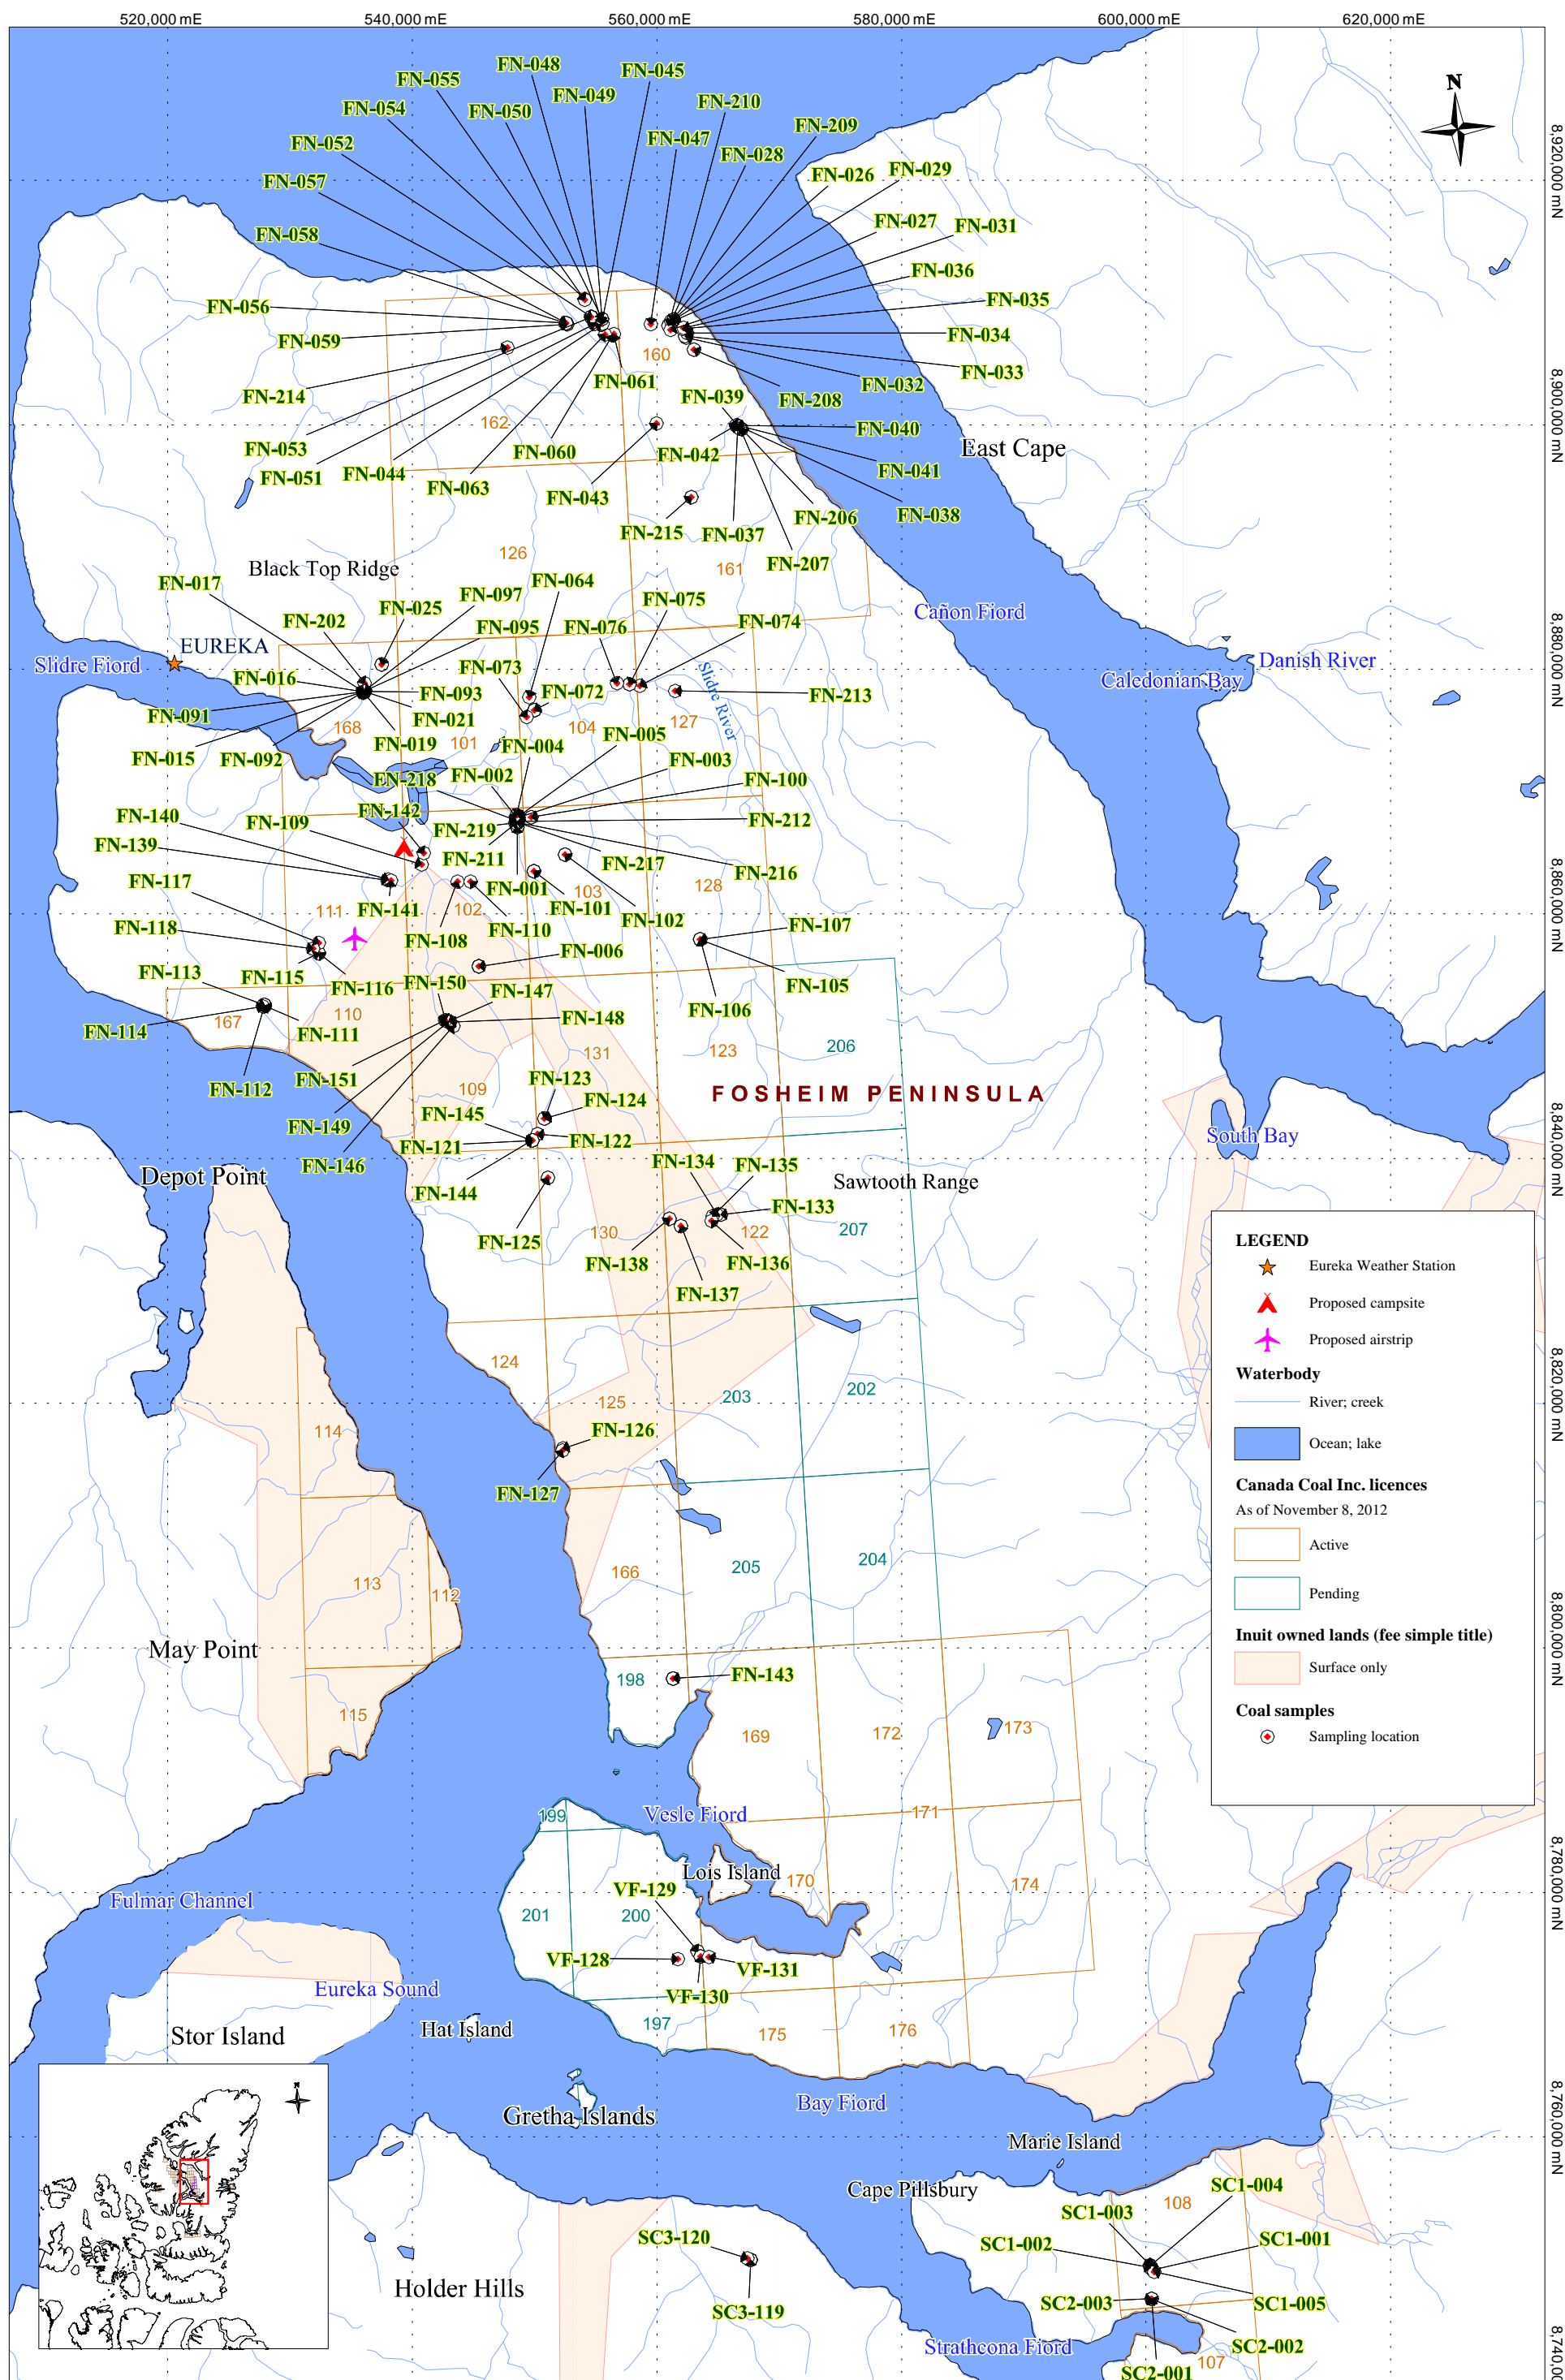 520,000 mE
540,000 mE
560,000 mE
580,000 mE
600,000 mE
620,000 mE
N
8,920,000 mN
8,900,000 mN
8,880,000 mN
8,860,000 mN
8,840,000 mN
8,820,000 mN
8,800,000 mN
8,780,000 mN
8,760,000 mN
FN-048
FN-045
FN-055
FN-049
FN-210
FN-054
FN-050
FN-209
FN-047
FN-052
FN-028
FN-029
FN-026
FN-057
FN-027
FN-031
FN-058
FN-036
FN-035
FN-056
FN-034
FN-059
160
FN-033
FN-061
FN-032
FN-214
FN-039
FN-208
162
FN-040
FN-053
East Cape
FN-060
FN-042
FN-051
FN-044
FN-041
FN-063
FN-043
FN-206
FN-038
FN-215
FN-037
126
FN-207
Black Top Ridge
161
FN-017
FN-064
FN-097
FN-075
FN-025
Cañon Fiord
FN-202
FN-095
FN-076
FN-074
EUREKA
Slidre Fiord
FN-073
Danish River
FN-016
Caledonian Bay
FN-093
FN-072
FN-213
Slidre River
FN-091
FN-021
127
168
104
FN-005
FN-019
101
FN-004
FN-015
FN-092
FN-003
FN-218
FN-002
FN-100
FN-142
FN-140
FN-109
FN-212
FN-219
FN-139
FN-211
FN-217
FN-216
FN-117
FN-001
103
128
FN-141
111
102
FN-101
FN-102
FN-118
FN-110
FN-107
FN-108
FN-006
FN-113
FN-115
FN-116
FN-150
FN-147
FN-105
FN-106
110
FN-148
167
FN-114
FN-111
206
131
123
FN-151
FN-123
FN-112
109
FOSHEIM PENINSULA
FN-124
FN-145
FN-149
South Bay
FN-122
FN-121
FN-146
FN-134
FN-135
Depot Point
Sawtooth Range
FN-144
FN-133
130
122
207
FN-125
FN-138
FN-136
FN-137
LEGEND
Eureka Weather Station
Proposed campsite
Proposed airstrip
Waterbody
River; creek
Ocean; lake
Canada Coal Inc. licences
As of November 8, 2012
Active
Pending
Inuit owned lands (fee simple title)
Surface only
Coal samples
Sampling location
124
202
203
125
114
FN-126
FN-127
204
205
166
113
112
May Point
FN-143
198
115
169
172
173
199
Vesle Fiord
171
Lois Island
170
174
VF-129
Fulmar Channel
201
200
VF-128
VF-131
Eureka Sound
VF-130
197
175
176
Hat Island
Stor Island
Bay Fiord
Gretha Islands
Marie Island
Cape Pillsbury
SC1-004
108
SC1-003
SC3-120
SC1-001
SC1-002
Holder Hills
SC2-003
SC1-005
SC3-119
Strathcona Fiord
SC2-002
107
SC2-001